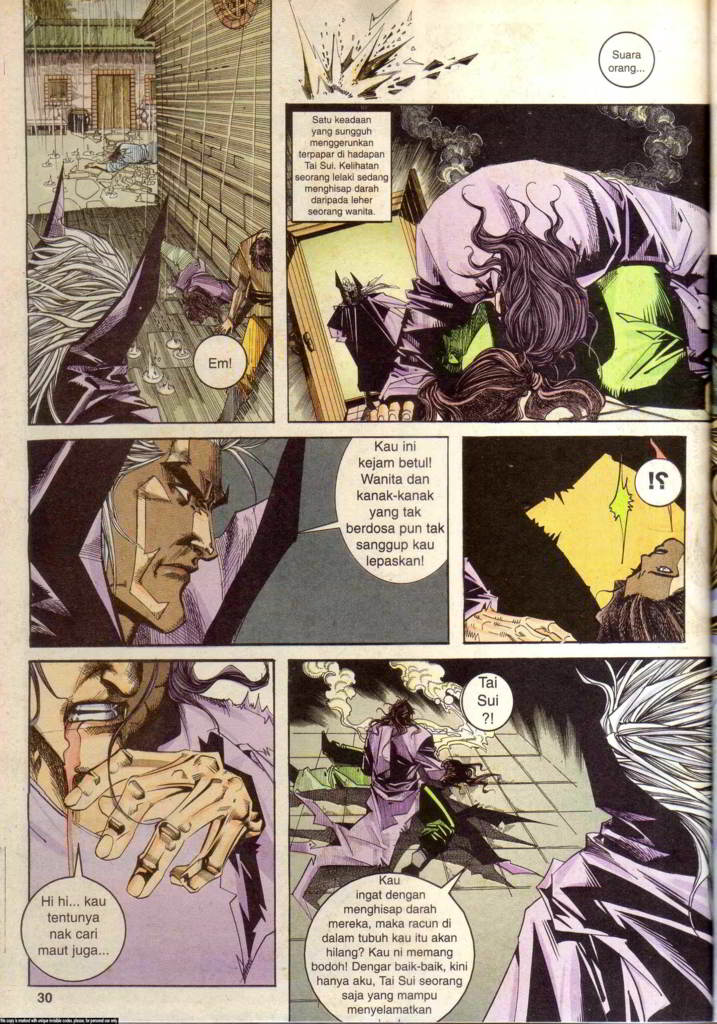 Em!
Suara
orang...
Satu keadaan
yang sungguh
menggerunkan
terpapar di hadapan
Tai Sui. Kelihatan
seorang lelaki sedang
menghisap darah
daripada leher
seorang wanita.
Kau ini
kejam betul!
Wanita dan
kanak-kanak
yang tak
berdosa pun tak
sanggup kau
lepaskan!
?!
Hi hi... kau
tentunya
nak cari
maut juga...
Tai
Sui
?!
Kau
ingat dengan
menghisap darah
mereka, maka racun di
dalam tubuh kau itu akan
hilang? Kau ni memang
bodoh! Dengar baik-baik, kini
hanya aku, Tai Sui seorang
saja yang mampu
menyelamatkan
30